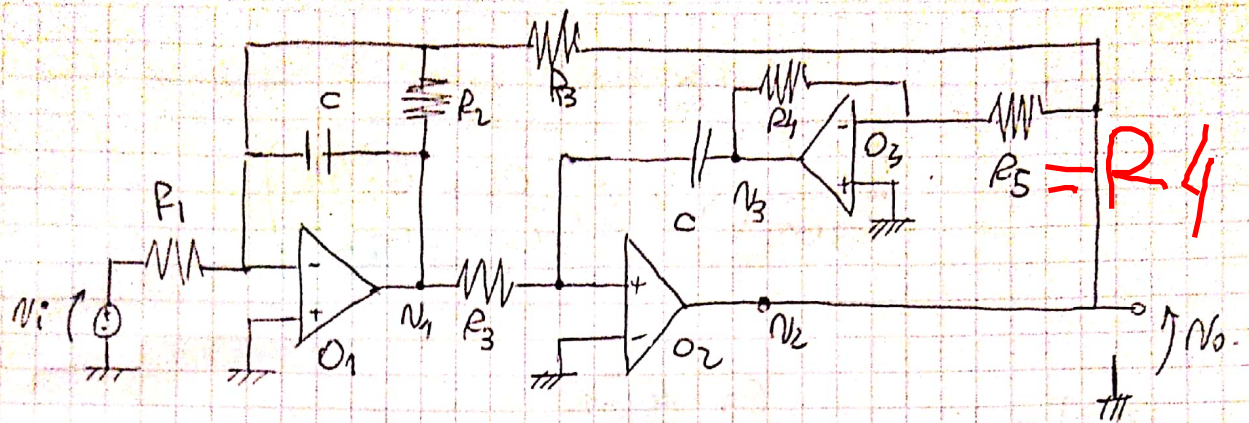 R3
C
R2
R4
-
O3
+
R5
= R4
N3
C
R1
-
+
O1
Ni
N1
R3
+
-
O2
N2
No